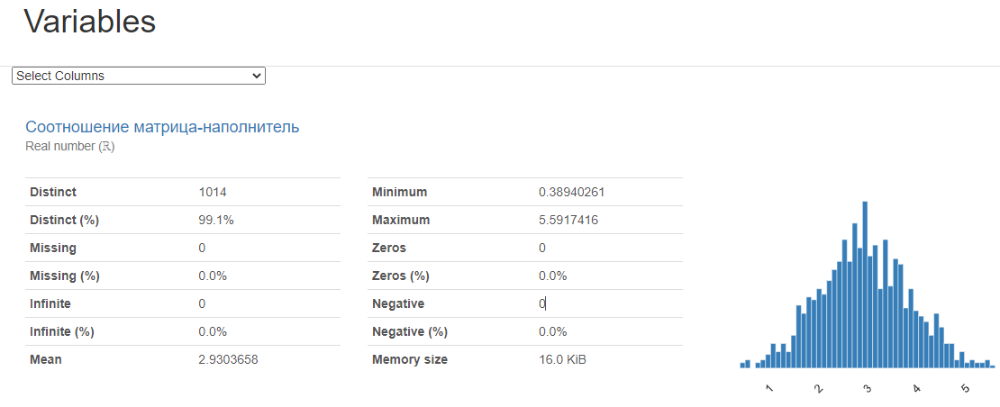 Variables
Select Columns
Соотношение матрица-наполнитель
Real number (ℝ)
Distinct 1014
Distinct (%) 99.1%
Missing 0
Missing (%) 0.0%
Infinite 0
Infinite (%) 0.0%
Mean 2.9303658
Minimum 0.38940261
Maximum 5.5917416
Zeros 0
Zeros (%) 0.0%
Negative 0
Negative (%) 0.0%
Memory size 16.0 KiB
1 2 3 4 5